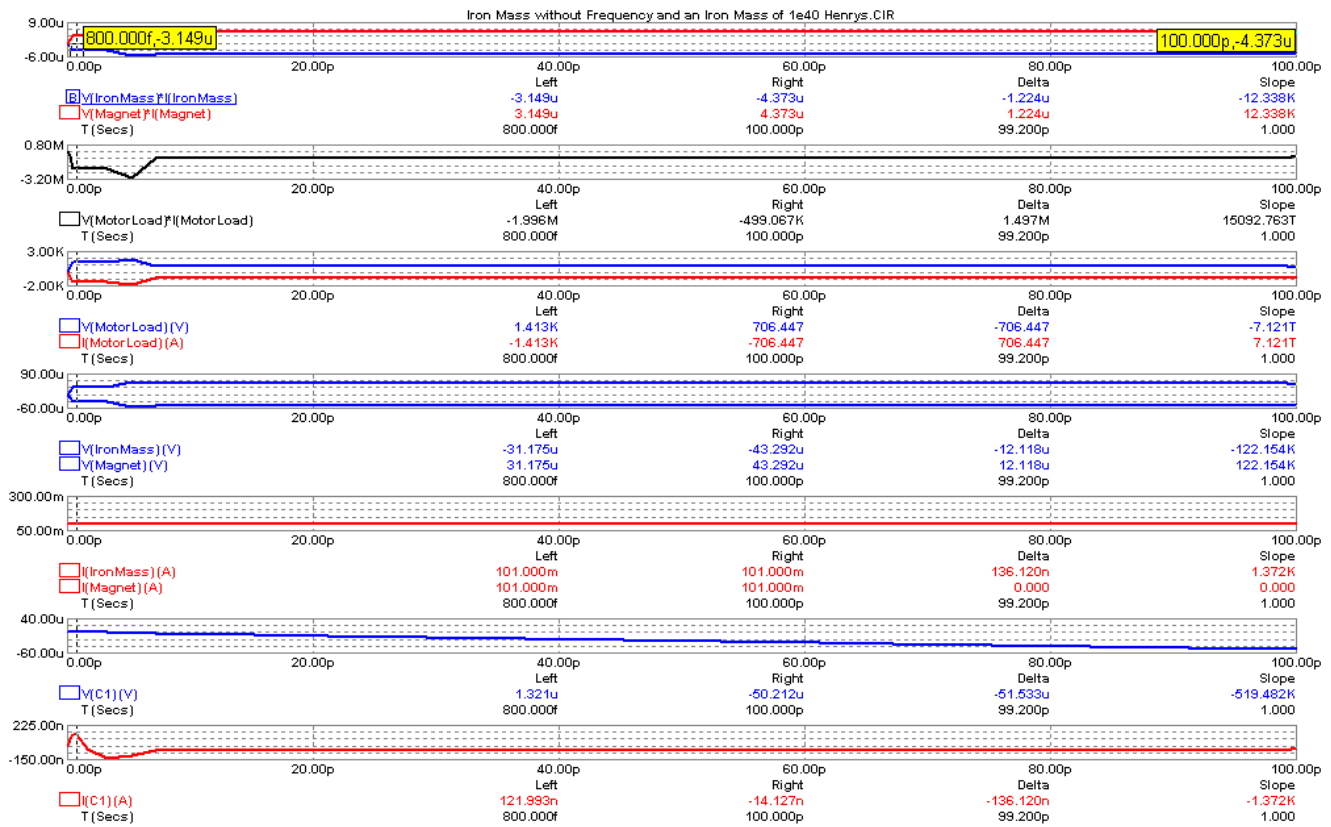 Iron Mass without Frequency and an Iron Mass of 1e40 Henrys.CIR
9.00u
800.000f,-3.149u 100.000p,-4.373u
-6.00u
0.00p 20.00p 40.00p 60.00p 80.00p 100.00p
Left Right Delta Slope
B V(IronMass)*I(IronMass) -3.149u -4.373u -1.224u -12.338K
V(Magnet)*I(Magnet) 3.149u 4.373u 1.224u 12.338K
T (Secs) 800.000f 100.000p 99.200p 1.000
0.80M
-3.20M
0.00p 20.00p 40.00p 60.00p 80.00p 100.00p
Left Right Delta Slope
V(MotorLoad)*I(MotorLoad) -1.996M -499.067K 1.497M 15092.763T
T (Secs) 800.000f 100.000p 99.200p 1.000
3.00K
-2.00K
0.00p 20.00p 40.00p 60.00p 80.00p 100.00p
Left Right Delta Slope
V(MotorLoad) (V) 1.413K 706.447 -706.447 -7.121T
I(MotorLoad) (A) -1.413K -706.447 706.447 7.121T
T (Secs) 800.000f 100.000p 99.200p 1.000
90.00u
-60.00u
0.00p 20.00p 40.00p 60.00p 80.00p 100.00p
Left Right Delta Slope
V(IronMass) (V) -31.175u -43.292u -12.118u -122.154K
V(Magnet) (V) 31.175u 43.292u 12.118u 122.154K
T (Secs) 800.000f 100.000p 99.200p 1.000
300.00m
50.00m
0.00p 20.00p 40.00p 60.00p 80.00p 100.00p
Left Right Delta Slope
I(IronMass) (A) 101.000m 101.000m 136.120n 1.372K
I(Magnet) (A) 101.000m 101.000m 0.000 0.000
T (Secs) 800.000f 100.000p 99.200p 1.000
40.00u
-60.00u
0.00p 20.00p 40.00p 60.00p 80.00p 100.00p
Left Right Delta Slope
V(C1) (V) 1.321u -50.212u -51.533u -519.482K
T (Secs) 800.000f 100.000p 99.200p 1.000
225.00n
-150.00n
0.00p 20.00p 40.00p 60.00p 80.00p 100.00p
Left Right Delta Slope
I(C1) (A) 121.993n -14.127n -136.120n -1.372K
T (Secs) 800.000f 100.000p 99.200p 1.000